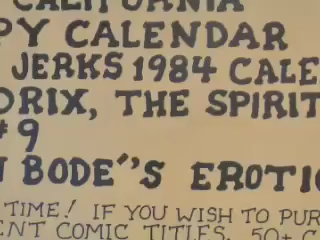 CALIFORNIA
PY CALENDAR
JERKS 1984 CALE
ORIX, THE SPIRIT
#9
N BODE"S EROTIC
TIME! IF YOU WISH TO PUR
ENT COMIC TITLES. 50+ C